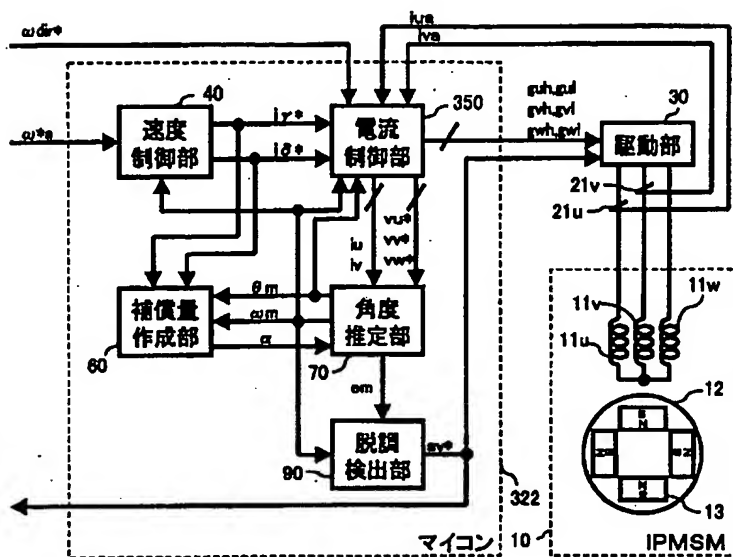 ωdir*
iua
iva
40
速度
制御部
iγ*
iδ*
電流
制御部
350
guh,gul
gvh,gvl
gwh,gwl
30
駆動部
ω*a
21v
21u
iu
iv
vu*
vv*
vw*
θm
ωm
α
補償量
作成部
60
角度
推定部
70
em
11v
11w
11u
脱調
検出部
90
12
13
322
マイコン
10
IPMSM